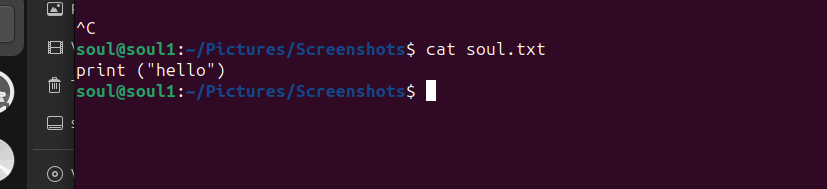 ^C
soul@soul1:~/Pictures/Screenshots$ cat soul.txt
print ("hello")
soul@soul1:~/Pictures/Screenshots$